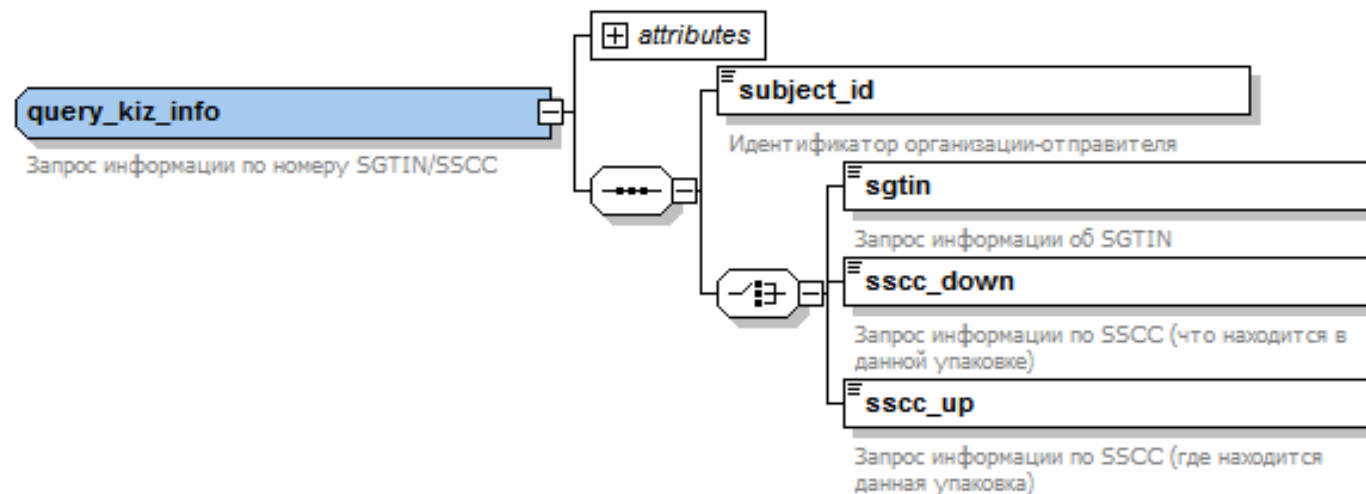 attributes
subject_id
query_kiz_info
Идентификатор организации-отправителя
Запрос информации по номеру SGTIN/SSCC
sgtin
Запрос информации об SGTIN
sscc_down
Запрос информации по SSCC (что находится в
данной упаковке)
sscc_up
Запрос информации по SSCC (где находится
данная упаковка)